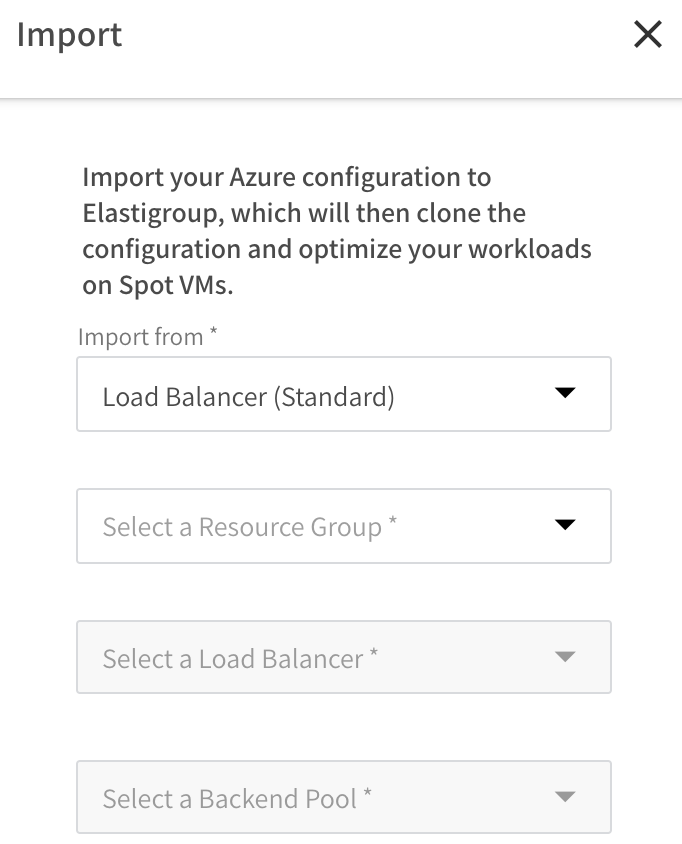 Import
Import your Azure configuration to
Elastigroup, which will then clone the
configuration and optimize your workloads
on Spot VMs.
Import from *
Load Balancer (Standard)
Select a Resource Group *
Select a Load Balancer *
Select a Backend Pool *